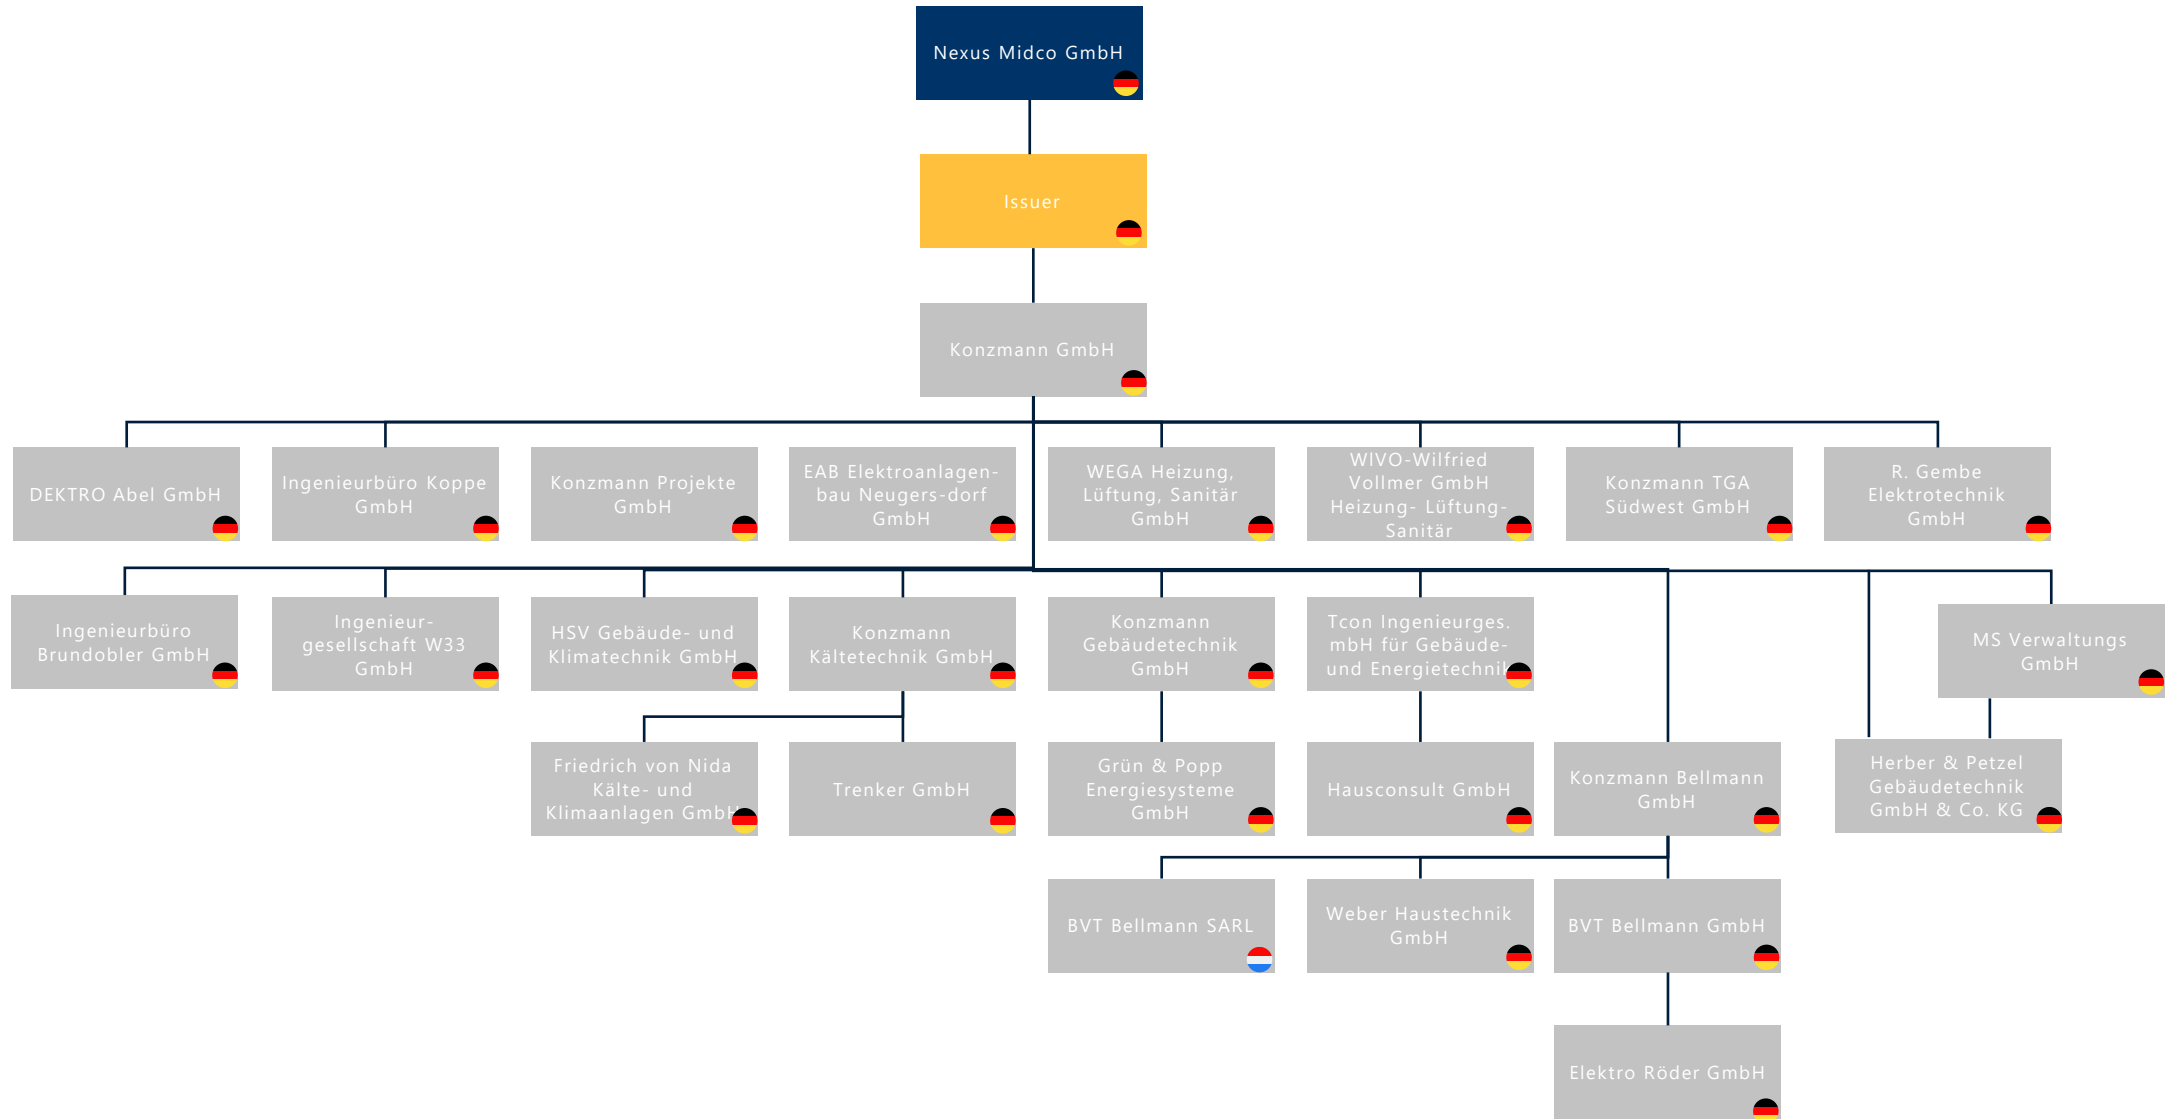 Nexus Midco GmbH
Issuer
Konzmann GmbH
DEKTRO Abel GmbH
Ingenieurbüro Koppe
GmbH
Konzmann Projekte
GmbH
EAB Elektroanlagen-
bau Neugers-dorf
GmbH
WEGA Heizung,
Lüftung, Sanitär
GmbH
WIVO-Wilfried
Vollmer GmbH
Heizung- Lüftung-
Sanitär
Konzmann TGA
Südwest GmbH
R. Gembe
Elektrotechnik
GmbH
Ingenieurbüro
Brundobler GmbH
Ingenieur-
gesellschaft W33
GmbH
HSV Gebäude- und
Klimatechnik GmbH
Konzmann
Kältetechnik GmbH
Konzmann
Gebäudetechnik
GmbH
Tcon Ingenieurges.
mbH für Gebäude-
und Energietechnik
MS Verwaltungs
GmbH
Friedrich von Nida
Kälte- und
Klimaanlagen GmbH
Trenker GmbH
Grün & Popp
Energiesysteme
GmbH
Hausconsult GmbH
Konzmann Bellmann
GmbH
Herber & Petzel
Gebäudetechnik
GmbH & Co. KG
BVT Bellmann SARL
Weber Haustechnik
GmbH
BVT Bellmann GmbH
Elektro Röder GmbH